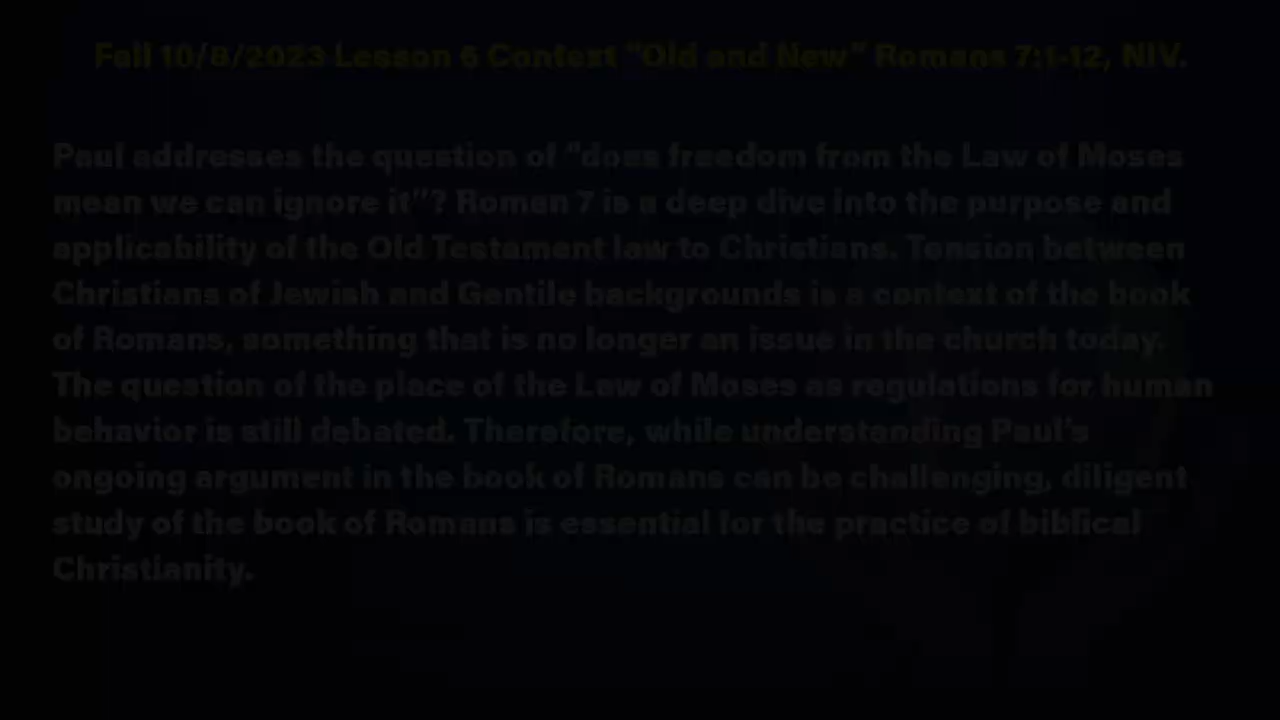 Fall 10/8/2023 Lesson 6 Context "Old and New" Romans 7:1-12, NIV.
Paul addresses the question of "does freedom from the Law of Moses
mean we can ignore it"? Roman 7 is a deep dive into the purpose and
applicability of the Old Testament law to Christians. Tension between
Christians of Jewish and Gentile backgrounds is a context of the book
of Romans, something that is no longer an issue in the church today.
The question of the place of the Law of Moses as regulations for human
behavior is still debated. Therefore, while understanding Paul's
ongoing argument in the book of Romans can be challenging, diligent
study of the book of Romans is essential for the practice of biblical
Christianity.